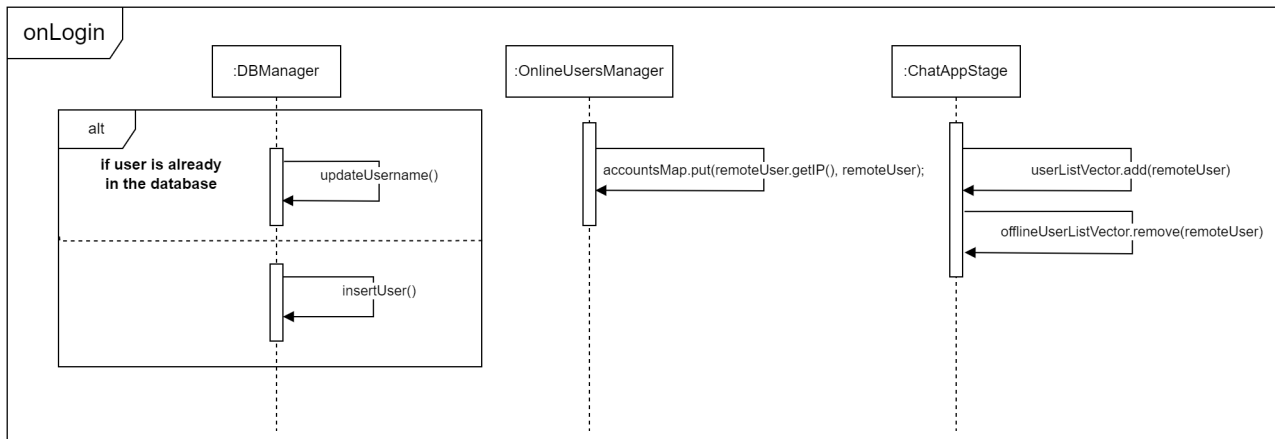 onLogin
:DBManager
:OnlineUsersManager
:ChatAppStage
alt
if user is already
in the database
updateUsername()
accountsMap.put(remoteUser.getIP(), remoteUser);
userListVector.add(remoteUser)
offlineUserListVector.remove(remoteUser)
insertUser()